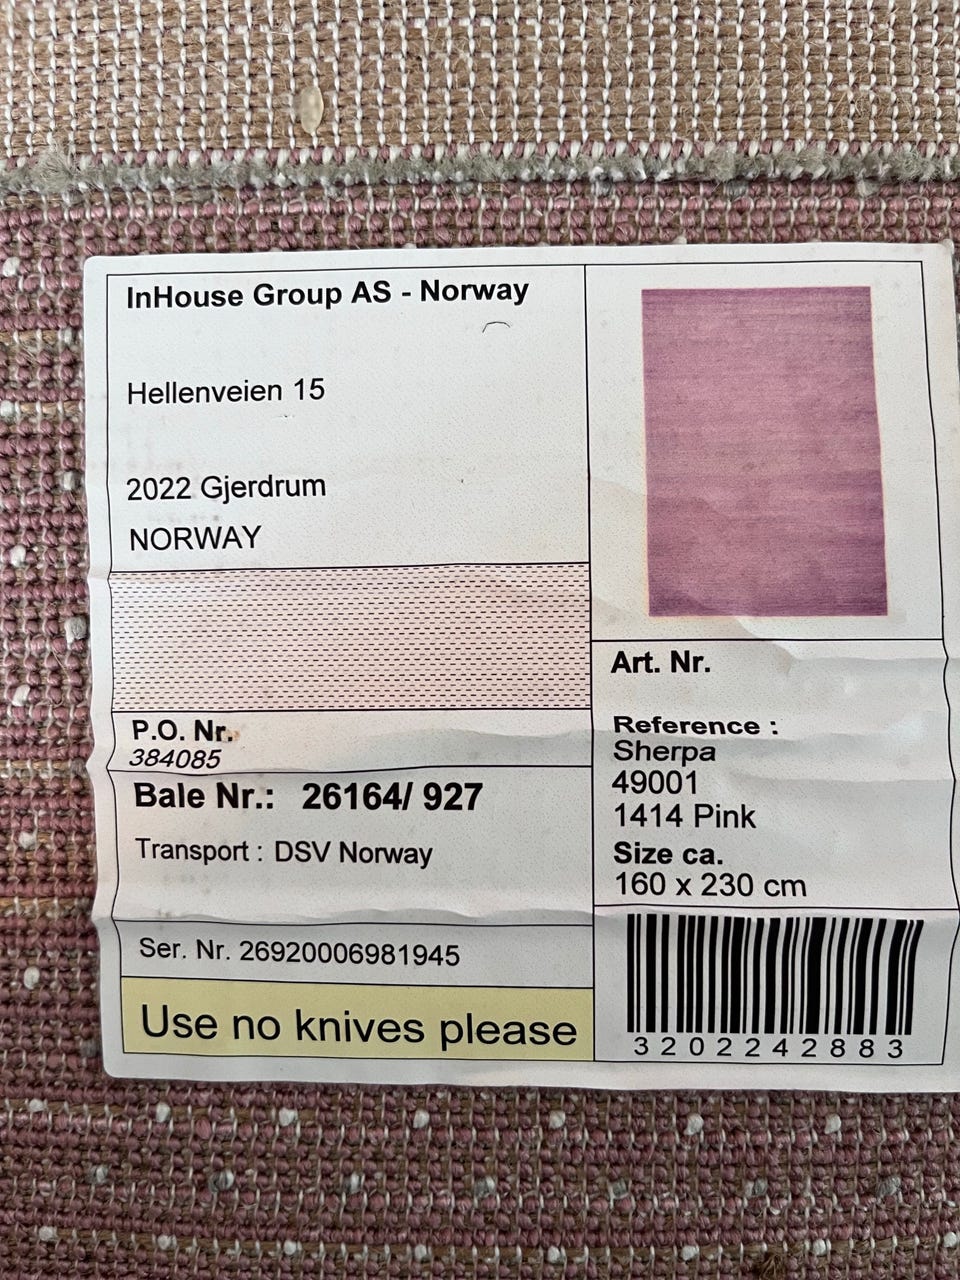 InHouse Group AS - Norway
Hellenveien 15
2022 Gjerdrum
NORWAY
P.O. Nr.
384085
Bale Nr.: 26164/ 927
Transport : DSV Norway
Ser. Nr. 26920006981945
Use no knives please
Art. Nr.
Reference :
Sherpa
49001
1414 Pink
Size ca.
160 x 230 cm
3202242883